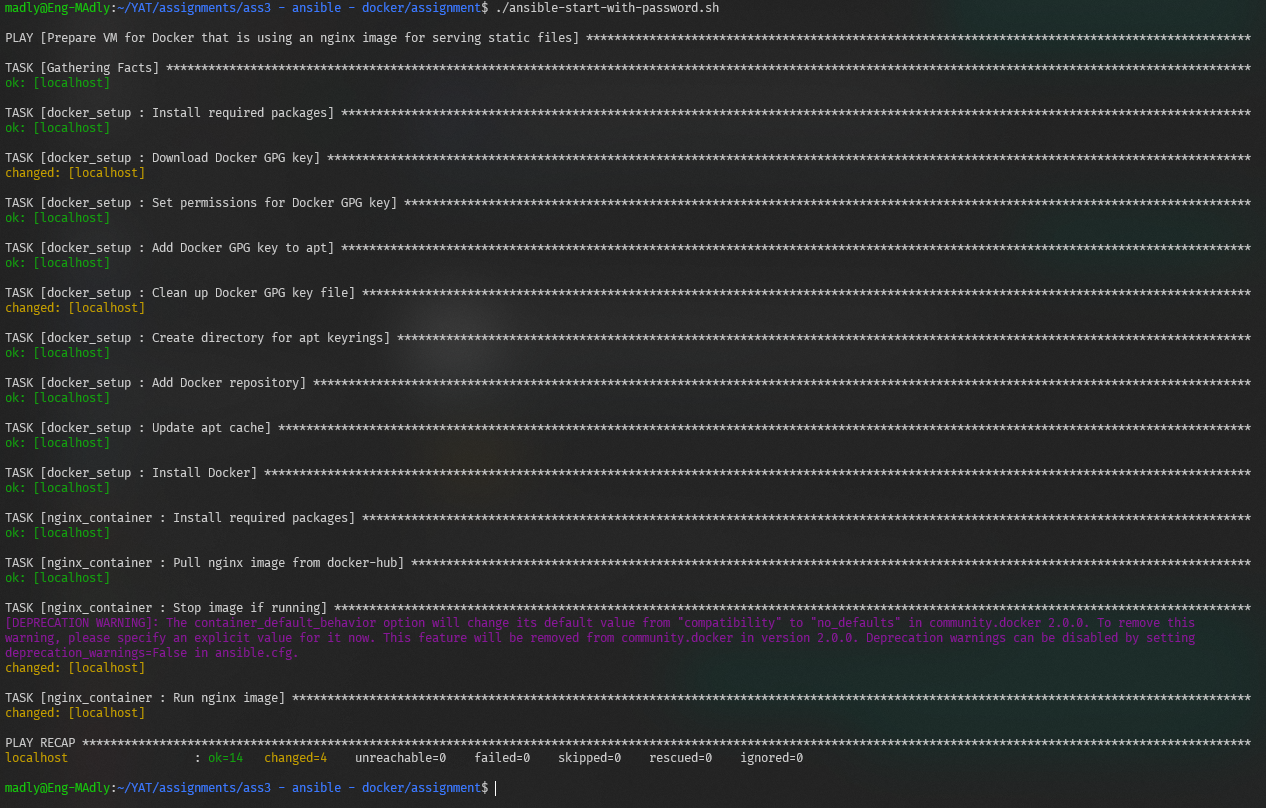 madly@Eng-MAdly:~/YAT/assignments/ass3 - ansible - docker/assignment$ ./ansible-start-with-password.sh
PLAY [Prepare VM for Docker that is using an nginx image for serving static files] ***********************************************************************************************
TASK [Gathering Facts] ***********************************************************************************************************************************************************
ok: [localhost]
TASK [docker_setup : Install required packages] **********************************************************************************************************************************
ok: [localhost]
TASK [docker_setup : Download Docker GPG key] ************************************************************************************************************************************
changed: [localhost]
TASK [docker_setup : Set permissions for Docker GPG key] *************************************************************************************************************************
ok: [localhost]
TASK [docker_setup : Add Docker GPG key to apt] **********************************************************************************************************************************
ok: [localhost]
TASK [docker_setup : Clean up Docker GPG key file] *******************************************************************************************************************************
changed: [localhost]
TASK [docker_setup : Create directory for apt keyrings] **************************************************************************************************************************
ok: [localhost]
TASK [docker_setup : Add Docker repository] **************************************************************************************************************************************
ok: [localhost]
TASK [docker_setup : Update apt cache] *******************************************************************************************************************************************
ok: [localhost]
TASK [docker_setup : Install Docker] *********************************************************************************************************************************************
ok: [localhost]
TASK [nginx_container : Install required packages] *******************************************************************************************************************************
ok: [localhost]
TASK [nginx_container : Pull nginx image from docker-hub] ************************************************************************************************************************
ok: [localhost]
TASK [nginx_container : Stop image if running] ***********************************************************************************************************************************
[DEPRECATION WARNING]: The container_default_behavior option will change its default value from "compatibility" to "no_defaults" in community.docker 2.0.0. To remove this
warning, please specify an explicit value for it now. This feature will be removed from community.docker in version 2.0.0. Deprecation warnings can be disabled by setting
deprecation_warnings=False in ansible.cfg.
changed: [localhost]
TASK [nginx_container : Run nginx image] *****************************************************************************************************************************************
changed: [localhost]
PLAY RECAP ***********************************************************************************************************************************************************************
localhost                  : ok=14   changed=4    unreachable=0    failed=0    skipped=0    rescued=0    ignored=0
madly@Eng-MAdly:~/YAT/assignments/ass3 - ansible - docker/assignment$